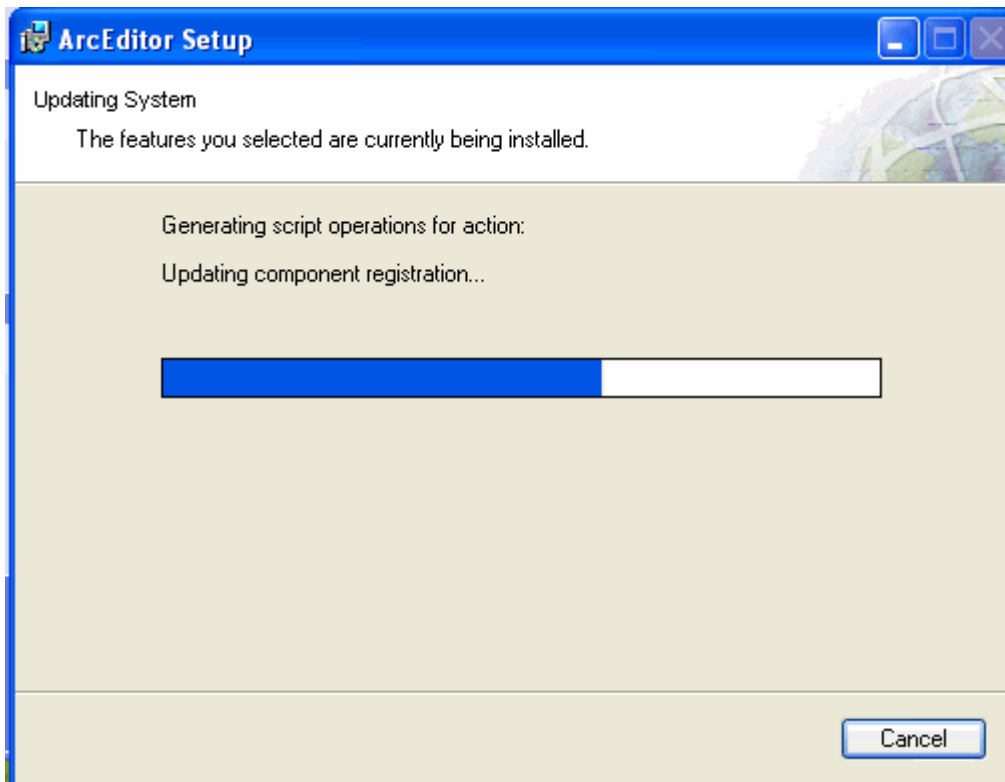 ArcEditor Setup
Updating System
The features you selected are currently being installed.
Generating script operations for action:
Updating component registration...
Cancel